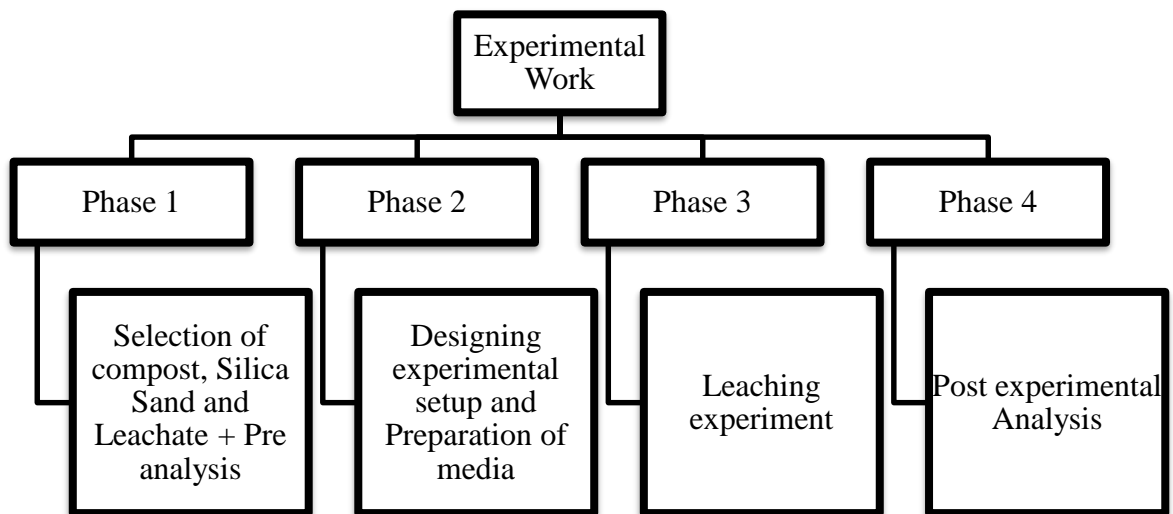 Experimental
Work
Phase 1
Phase 2
Phase 3
Phase 4
Selection of
compost, Silica
Sand and
Leachate + Pre
analysis
Designing
experimental
setup and
Preparation of
media
Leaching
experiment
Post experimental
Analysis